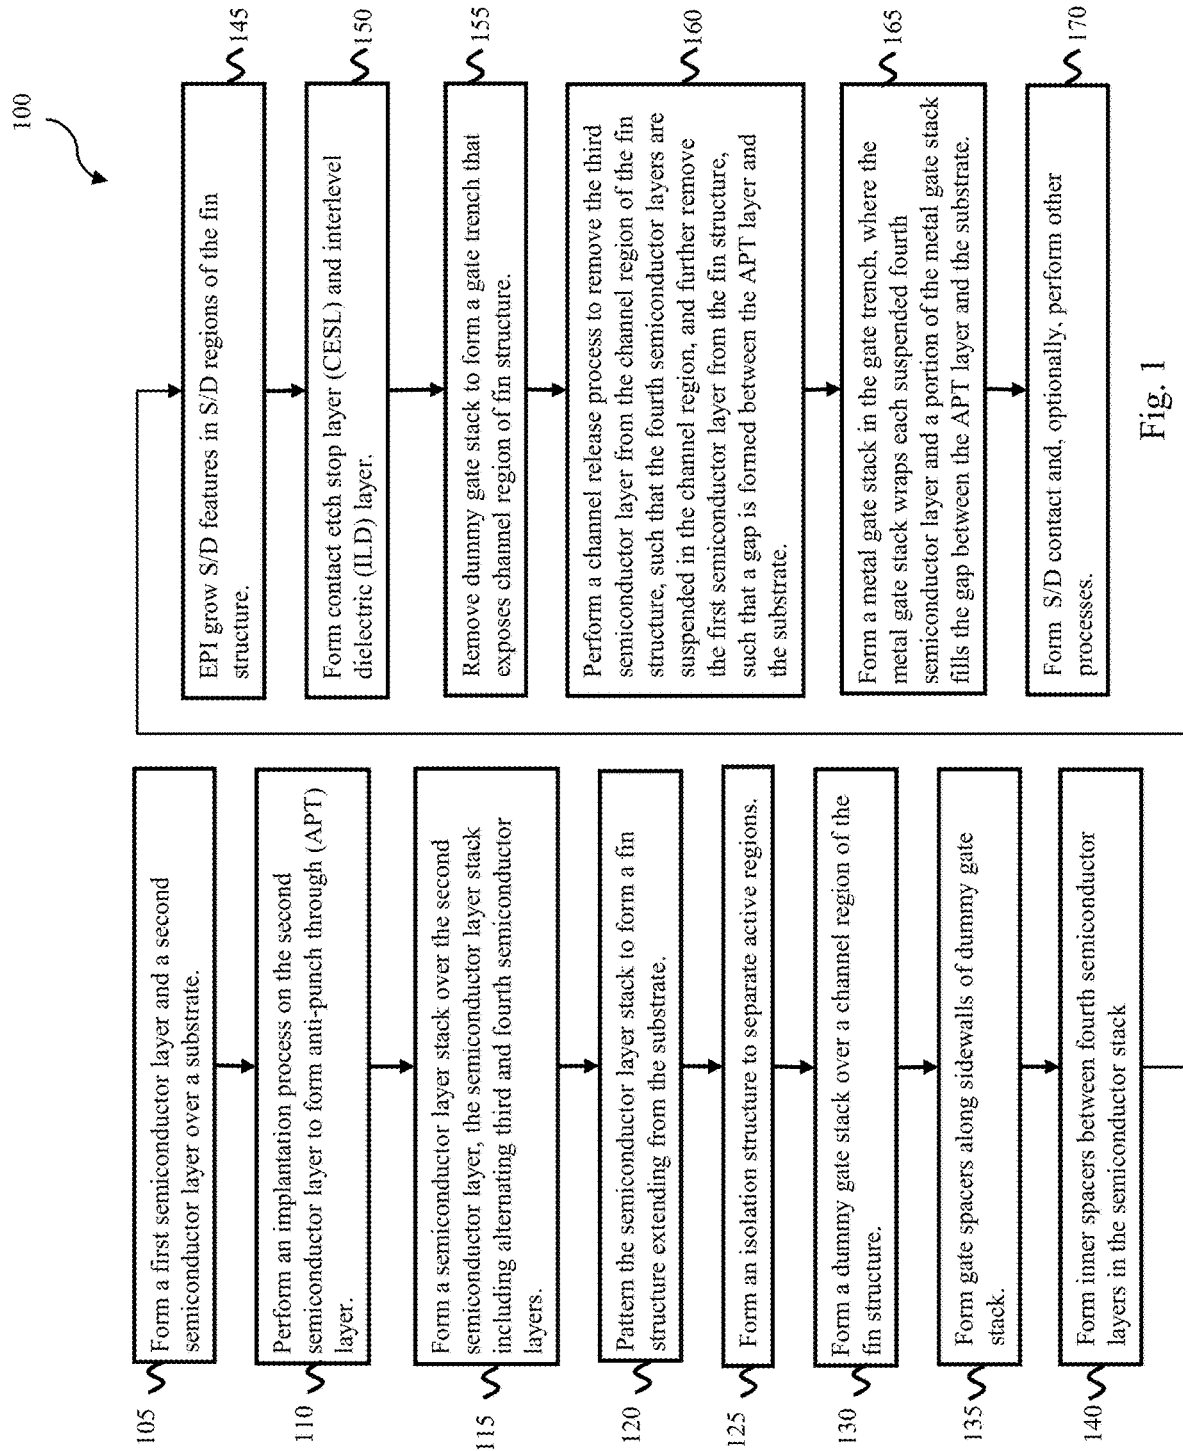 100
105
Form a first semiconductor layer and a second
semiconductor layer over a substrate.
110
Perform an implantation process on the second
semiconductor layer to form anti-punch through (APT)
layer.
115
Form a semiconductor layer stack over the second
semiconductor layer, the semiconductor layer stack
including alternating third and fourth semiconductor
layers.
120
Pattern the semiconductor layer stack to form a fin
structure extending from the substrate.
125
Form an isolation structure to separate active regions.
130
Form a dummy gate stack over a channel region of the
fin structure.
135
Form gate spacers along sidewalls of dummy gate
stack.
140
Form inner spacers between fourth semiconductor
layers in the semiconductor stack
EPI grow S/D features in S/D regions of the fin
structure.
145
Form contact etch stop layer (CESL) and interlevel
dielectric (ILD) layer.
150
Remove dummy gate stack to form a gate trench that
exposes channel region of fin structure.
155
Perform a channel release process to remove the third
semiconductor layer from the channel region of the fin
structure, such that the fourth semiconductor layers are
suspended in the channel region, and further remove
the first semiconductor layer from the fin structure,
such that a gap is formed between the APT layer and
the substrate.
160
Form a metal gate stack in the gate trench, where the
metal gate stack wraps each suspended fourth
semiconductor layer and a portion of the metal gate stack
fills the gap between the APT layer and the substrate.
165
Form S/D contact and, optionally, perform other
processes.
170
Fig. 1